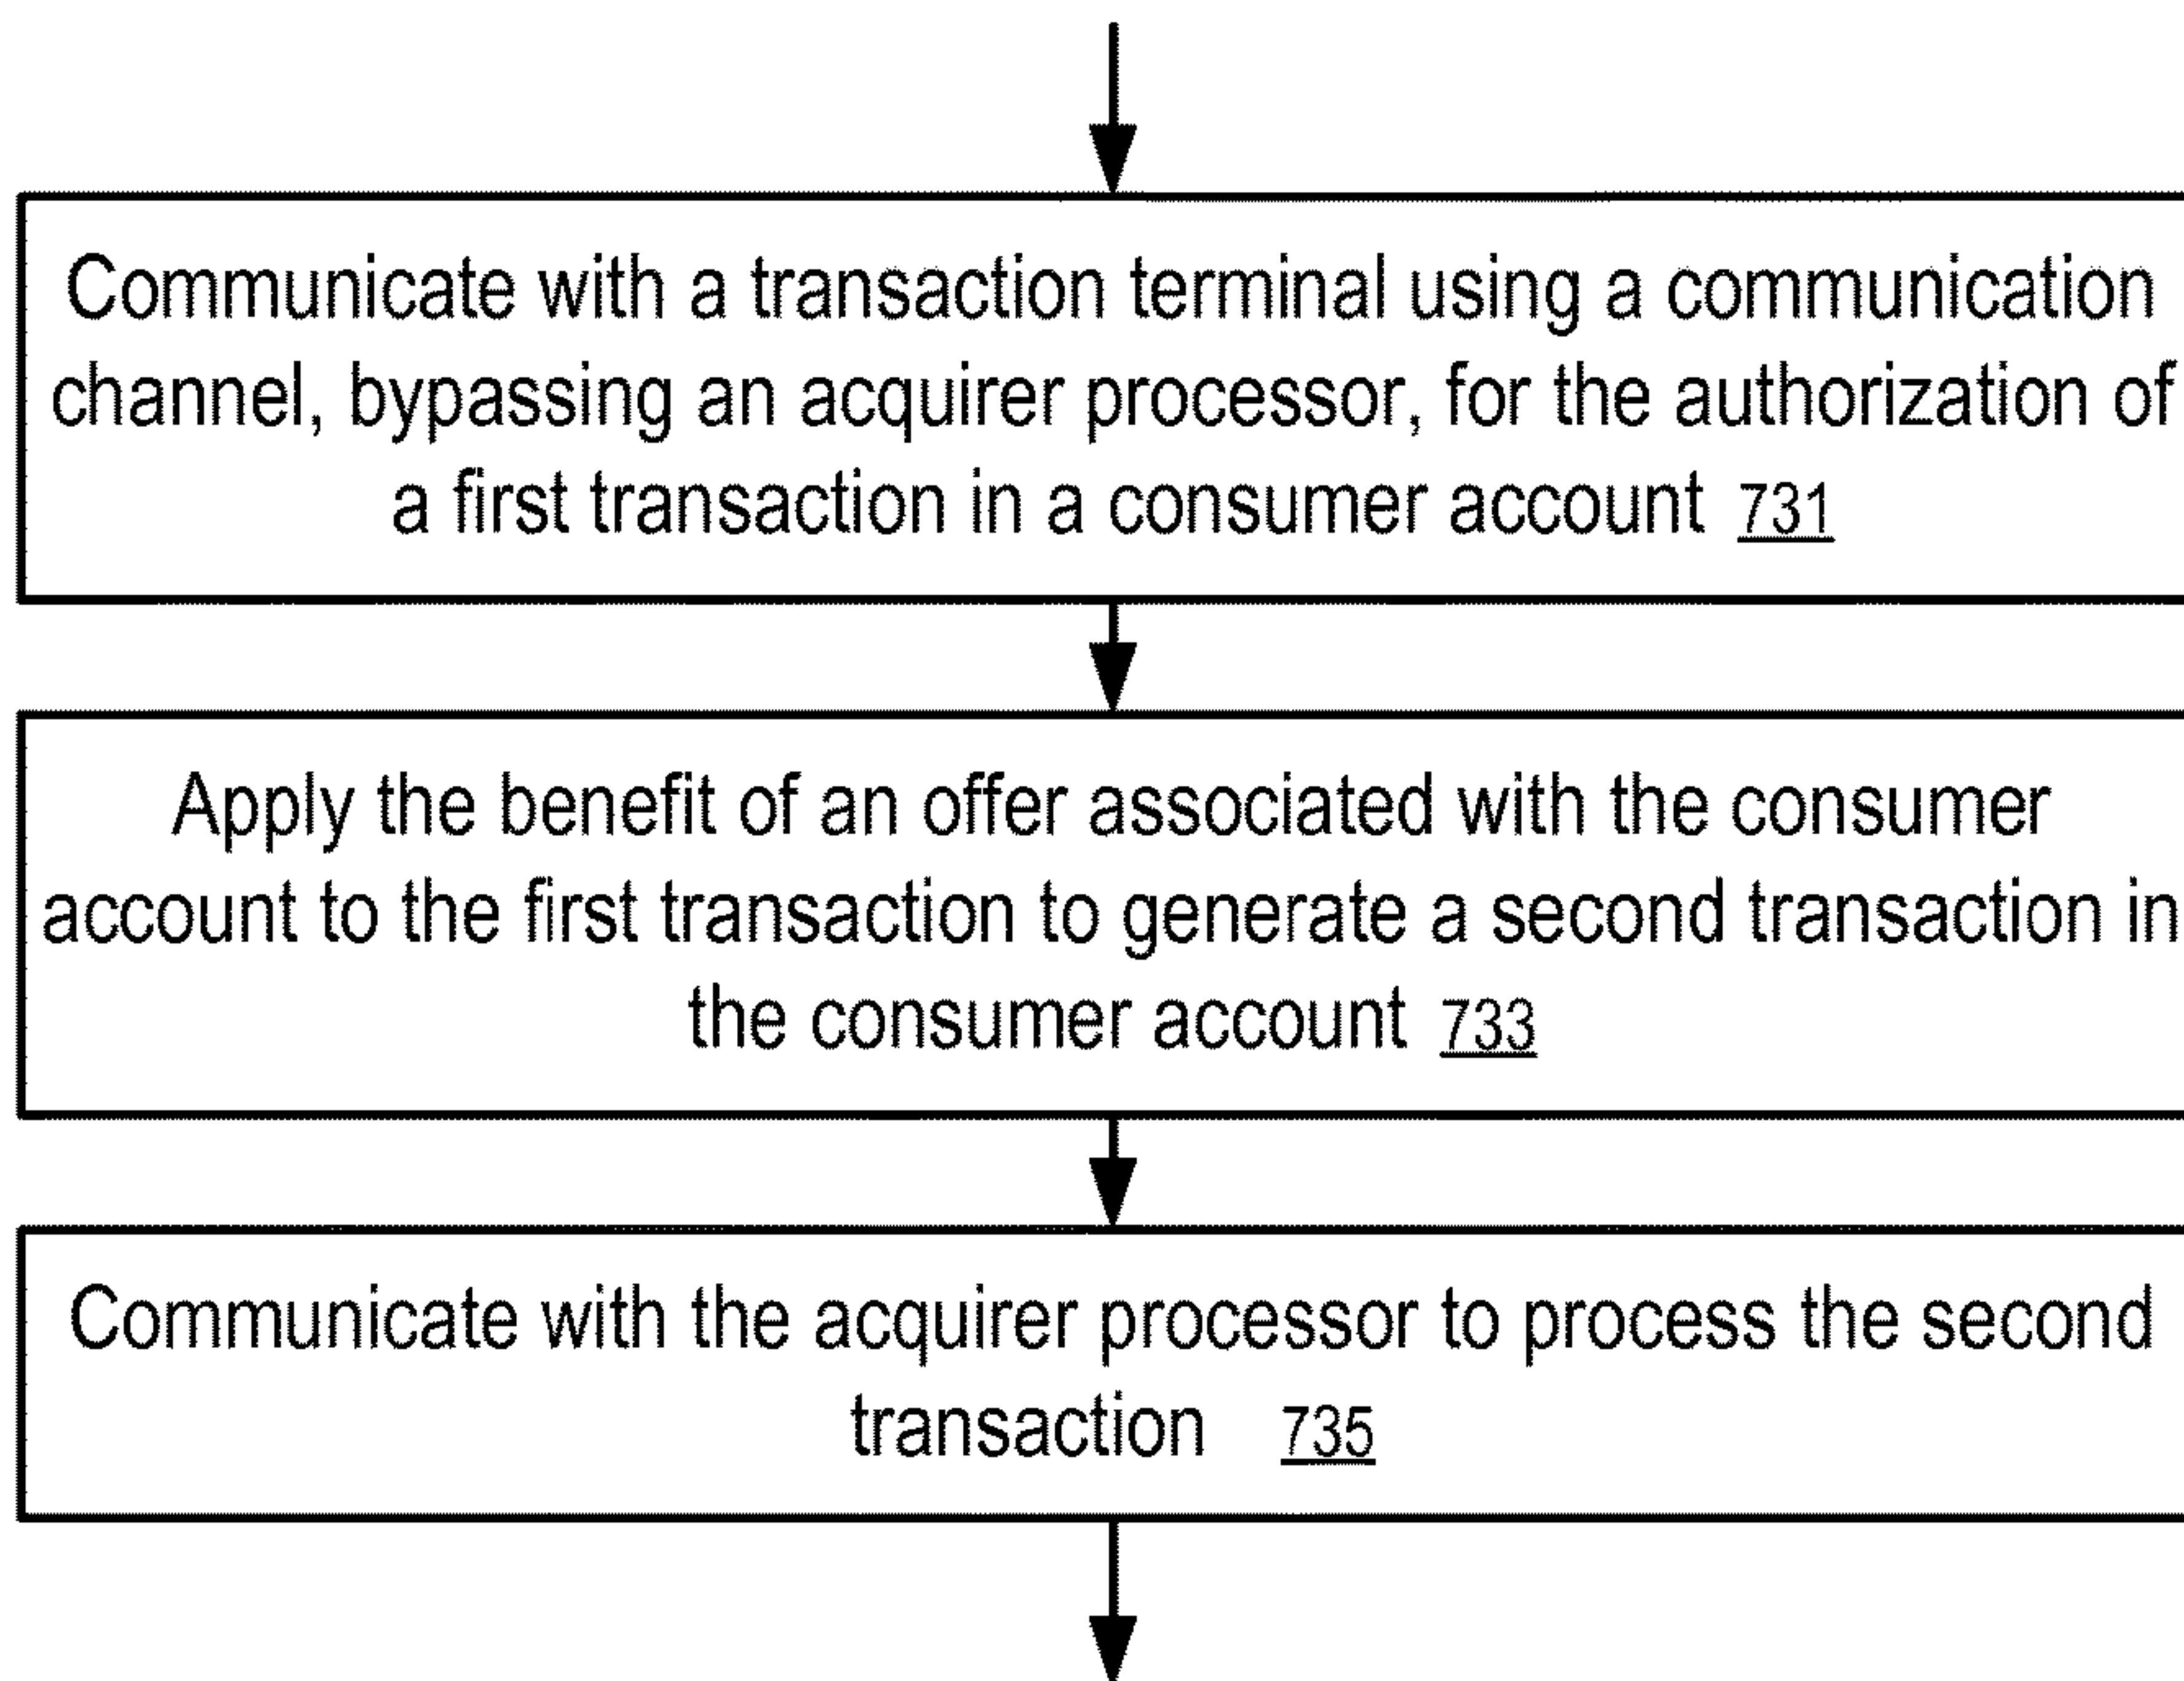 Communicate with a transaction terminal using a communication
channel, bypassing an acquirer processor, for the authorization of
a first transaction in a consumer account 731
Apply the benefit of an offer associated with the consumer
account to the first transaction to generate a second transaction in
the consumer account 733
Communicate with the acquirer processor to process the second
transaction 735